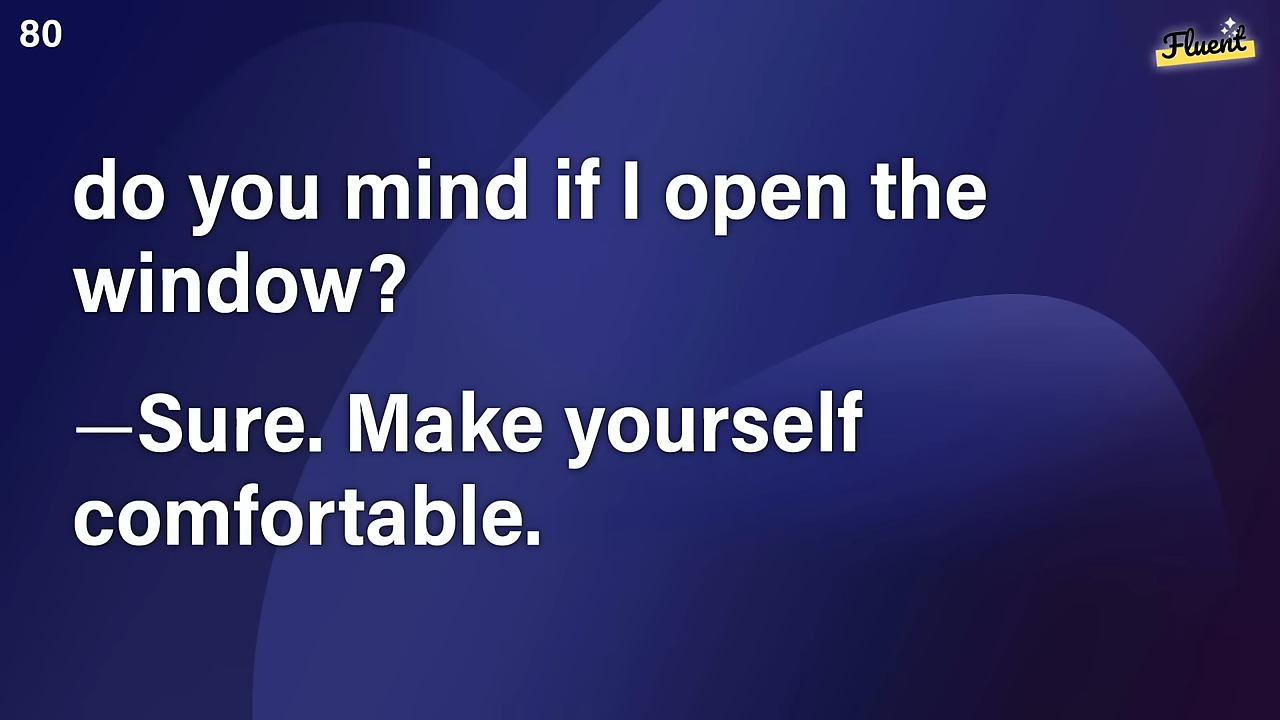 80
Fluent
do you mind if I open the
window?
—Sure. Make yourself
comfortable.